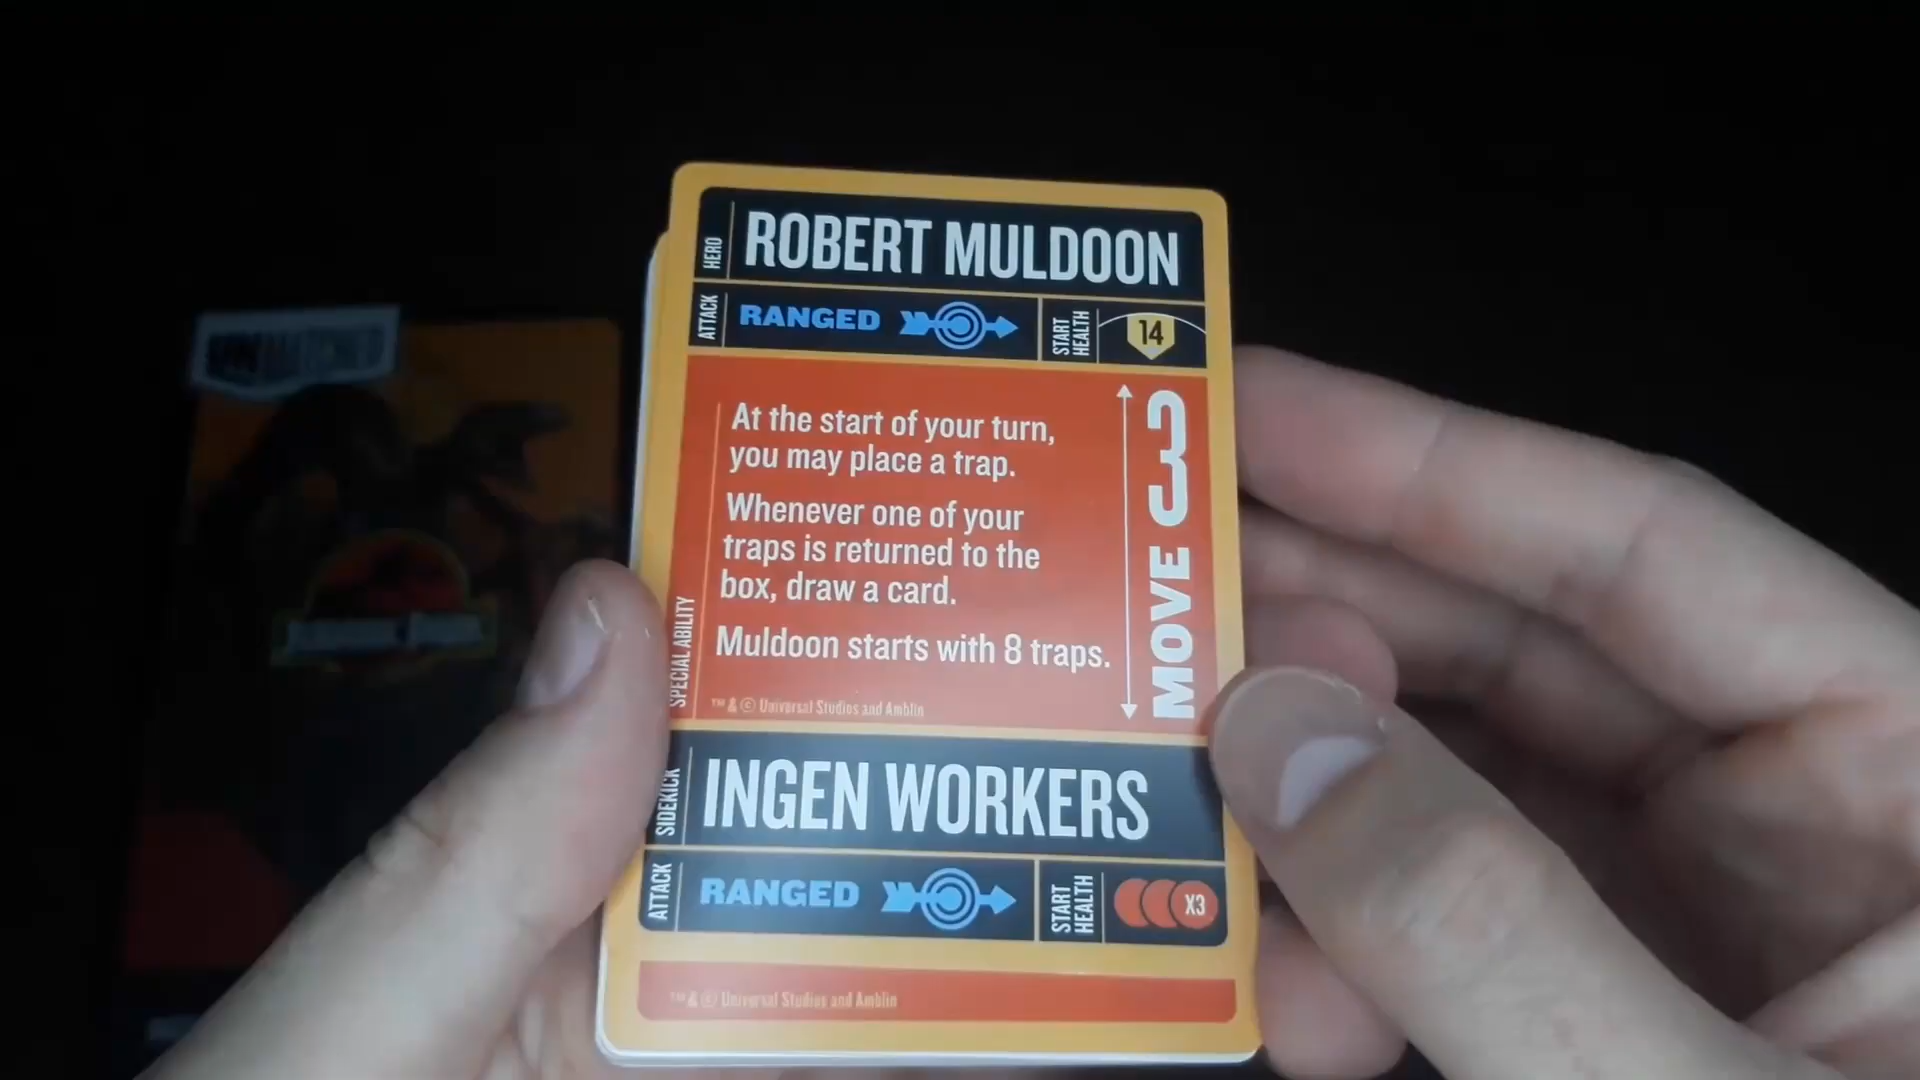 UNMATCHED
HERO
ROBERT MULDOON
ATTACK
RANGED
START
HEALTH
14
At the start of your turn,
you may place a trap.
Whenever one of your
traps is returned to the
box, draw a card.
Muldoon starts with 8 traps.
SPECIAL ABILITY
MOVE 3
™ & © Universal Studios and Amblin
SIDEKICK
INGEN WORKERS
ATTACK
RANGED
START
HEALTH
X3
™ & © Universal Studios and Amblin